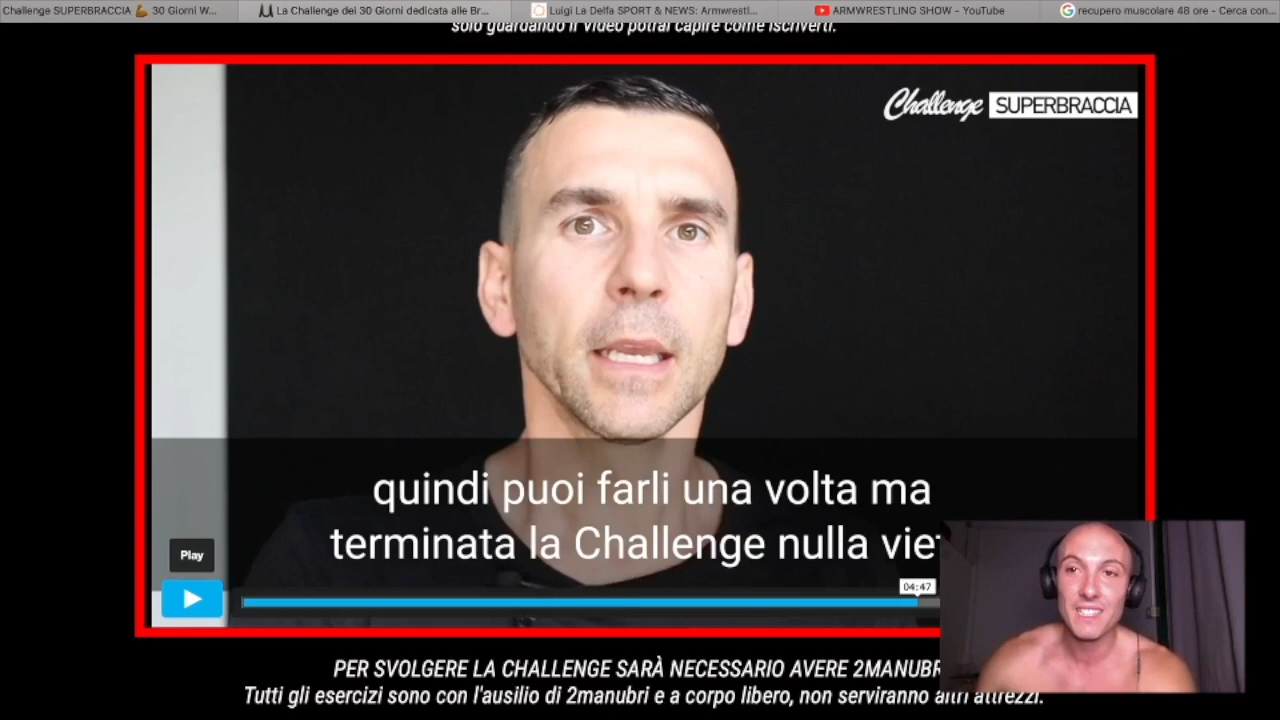 Challenge SUPERBRACCIA 💪 30 Giorni W...
La Challenge dei 30 Giorni dedicata alle Br...
Luigi La Delfa SPORT & NEWS: Armwrestl...
ARMWRESTLING SHOW - YouTube
recupero muscolare 48 ore - Cerca con...
solo guardando il Video potrai capire come iscriverti.
Challenge SUPERBRACCIA
quindi puoi farli una volta ma
terminata la Challenge nulla
Play
04:47
PER SVOLGERE LA CHALLENGE SARÀ NECESSARIO AVERE
Tutti gli esercizi sono con l'ausilio di 2manubri e a corpo libero, non serviranno altri attrezzi.